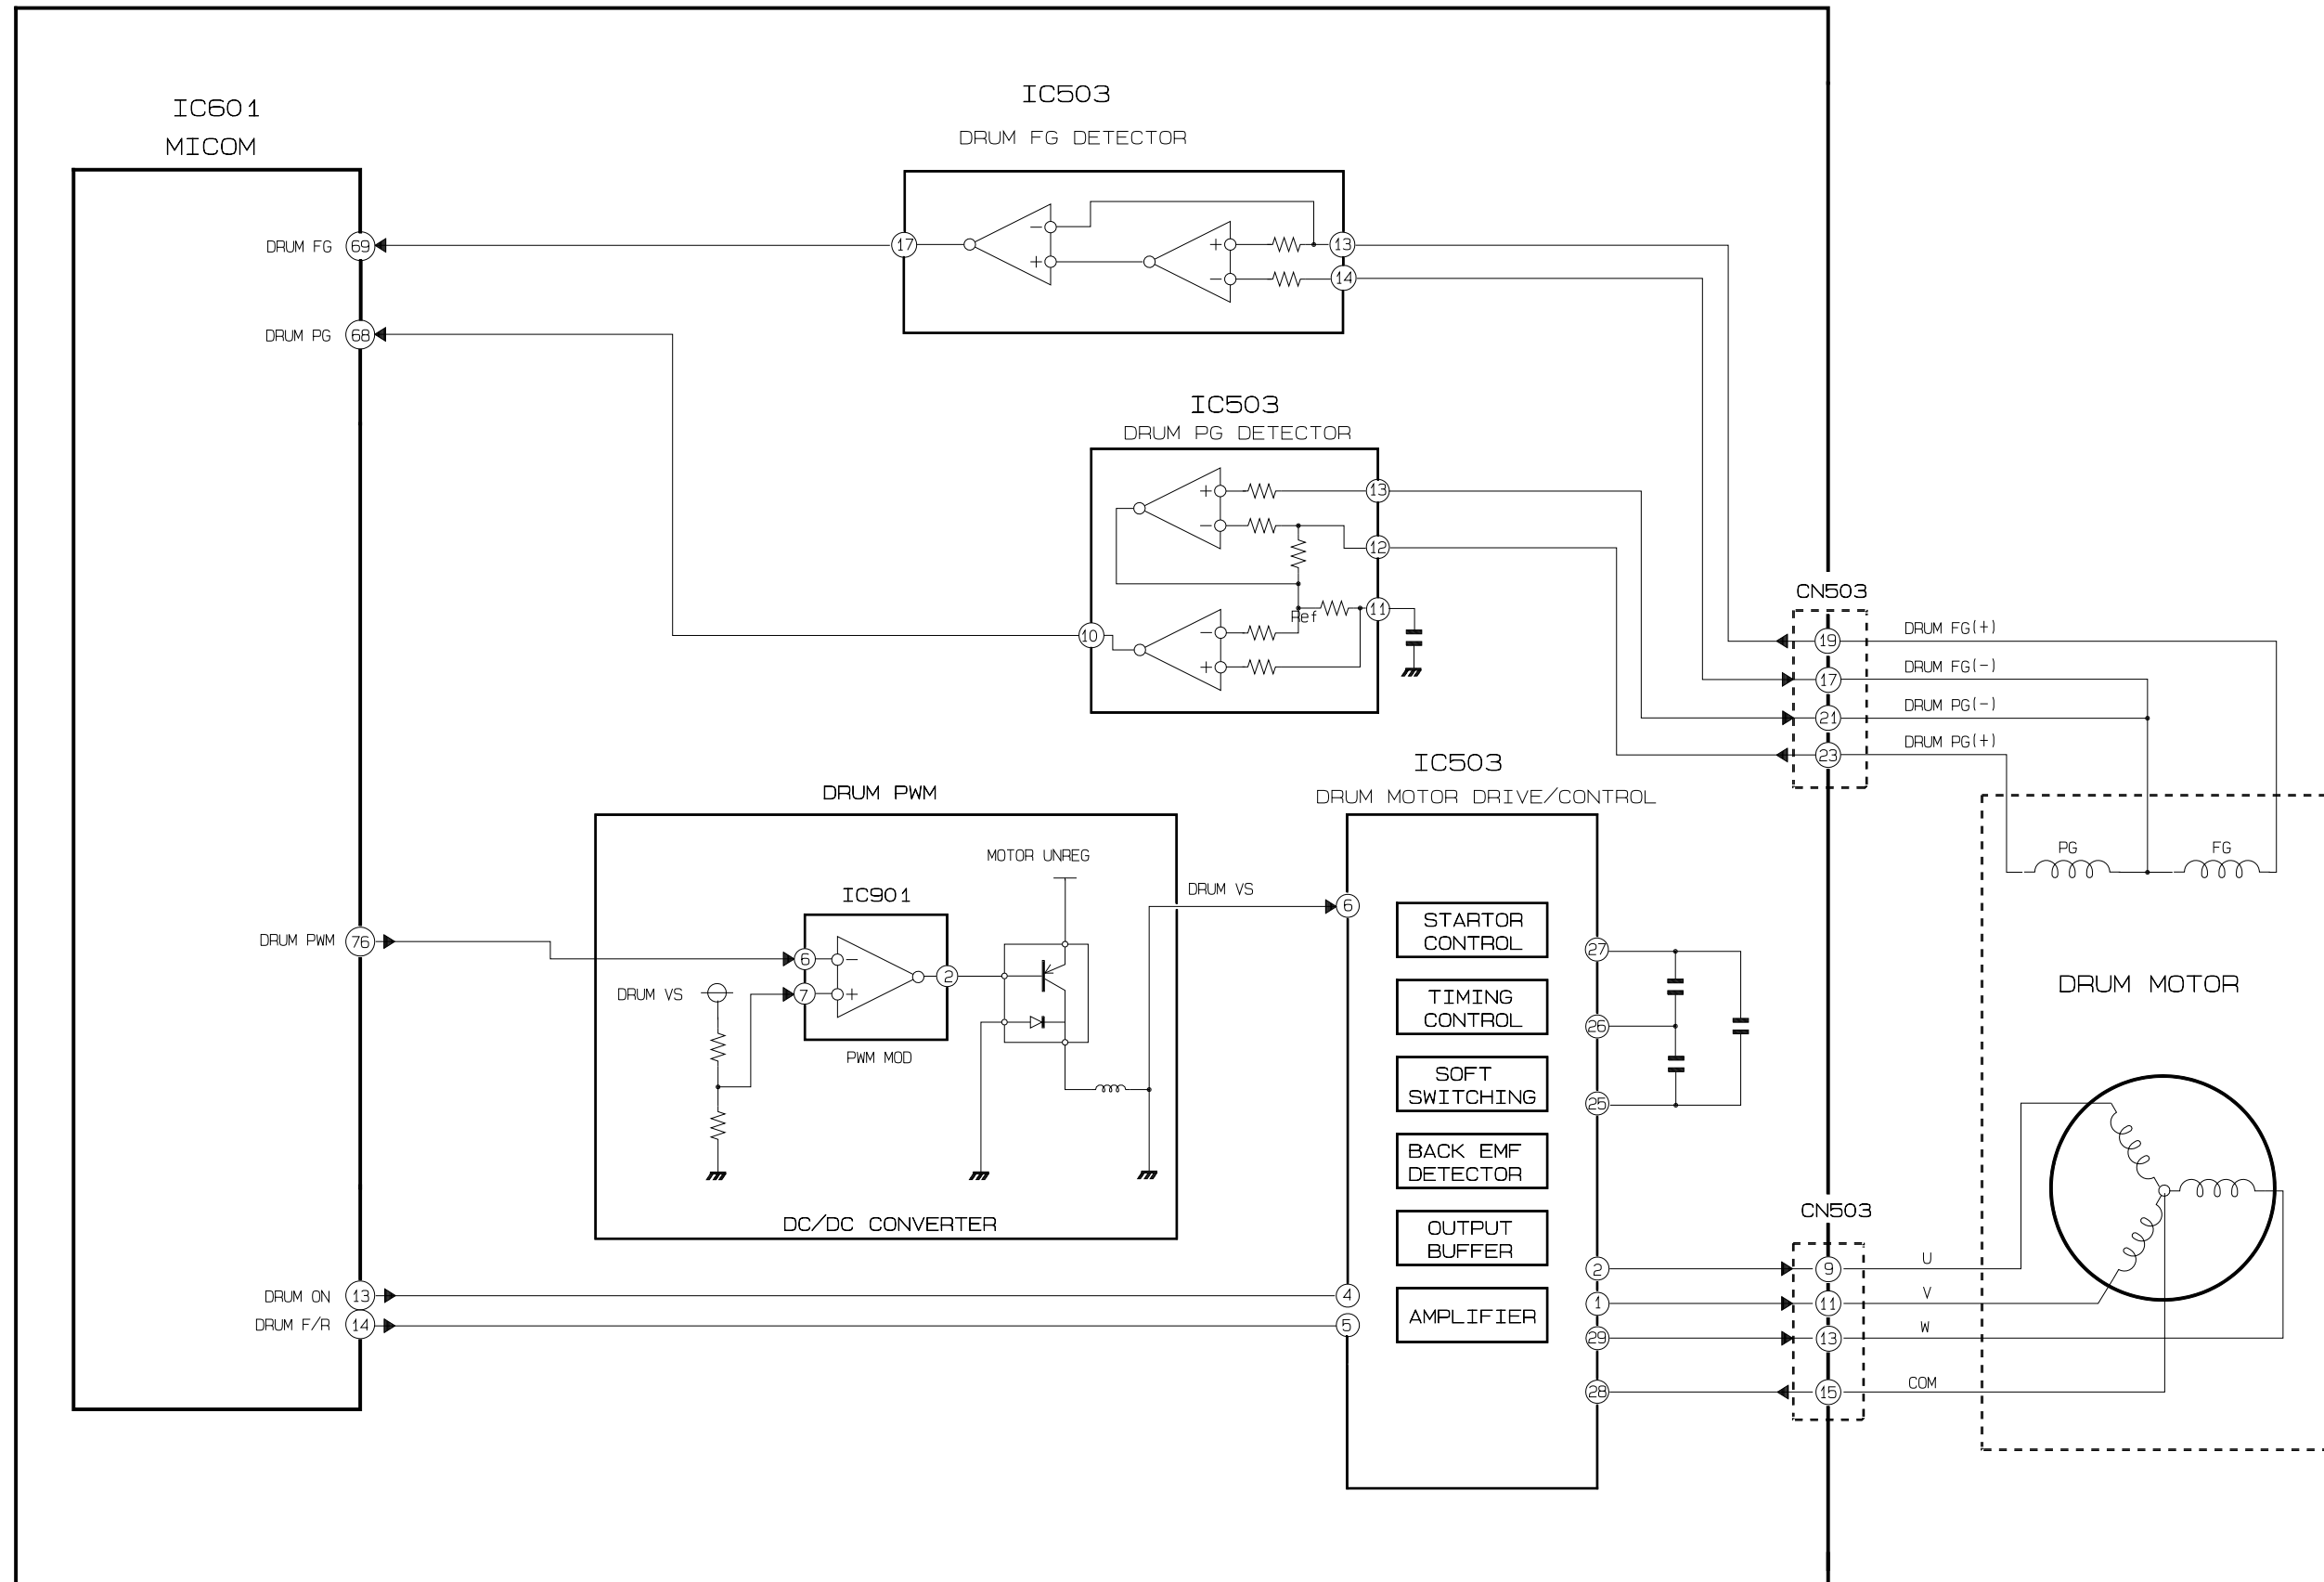 IC601
MICOM
DRUM FG
69
DRUM PG
68
DRUM PWM
76
DRUM ON
13
DRUM F/R
14
IC503
DRUM FG DETECTOR
17
-
+
+
-
13
14
IC503
DRUM PG DETECTOR
+
-
13
12
Ref
11
10
-
+
DRUM PWM
MOTOR UNREG
IC901
6
-
7
+
2
DRUM VS
PWM MOD
DC/DC CONVERTER
DRUM VS
IC503
DRUM MOTOR DRIVE/CONTROL
6
STARTOR
CONTROL
TIMING
CONTROL
SOFT
SWITCHING
BACK EMF
DETECTOR
OUTPUT
BUFFER
AMPLIFIER
4
5
27
26
25
2
1
29
28
CN503
19
DRUM FG(+)
17
DRUM FG(-)
21
DRUM PG(-)
23
DRUM PG(+)
PG
FG
DRUM MOTOR
CN503
9
U
11
V
13
W
15
COM